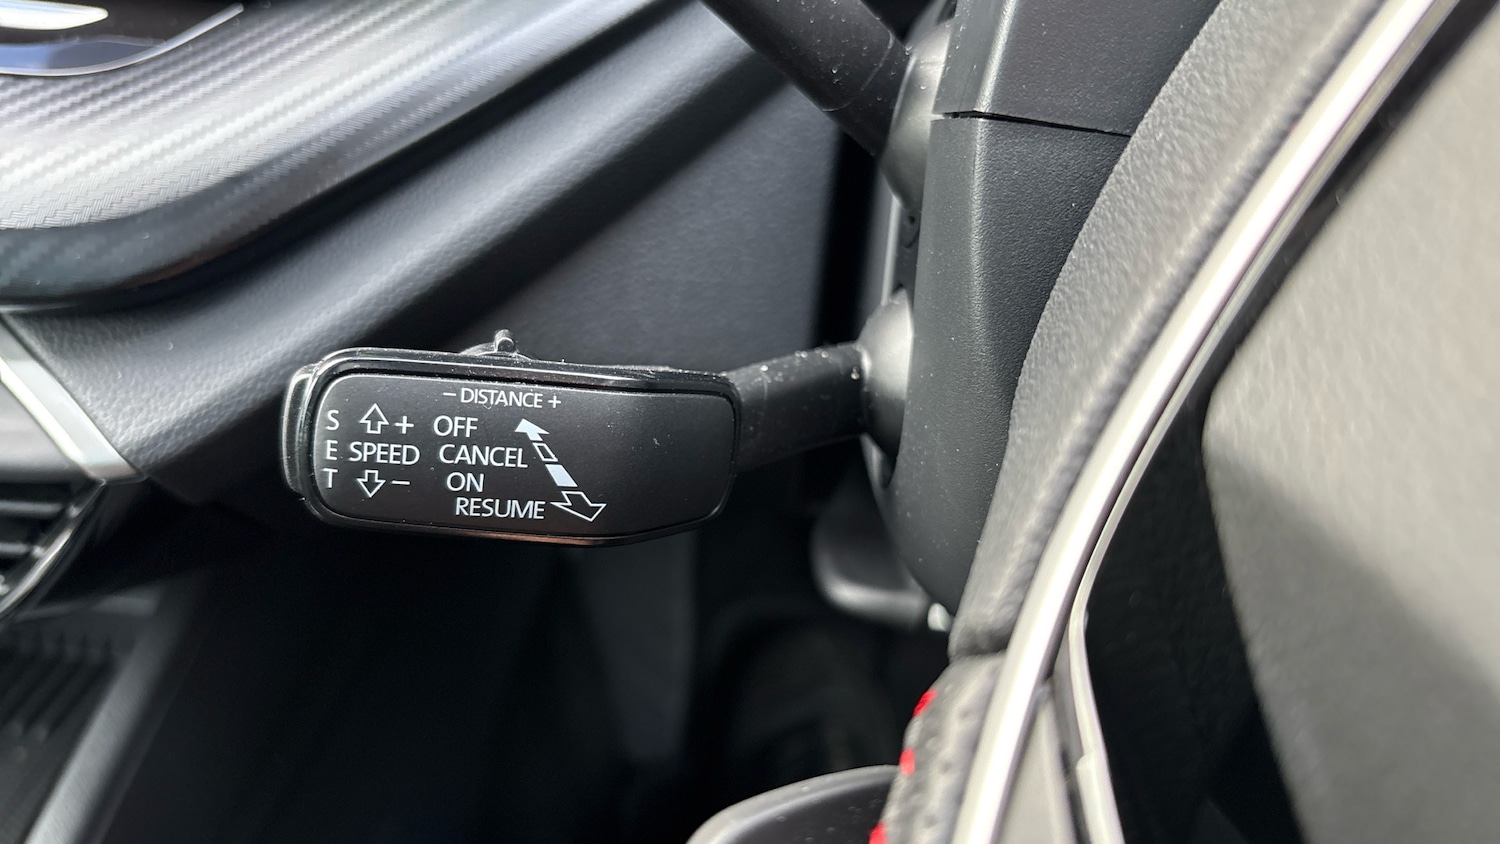 − DISTANCE +
S + OFF
E SPEED CANCEL
T − ON
RESUME